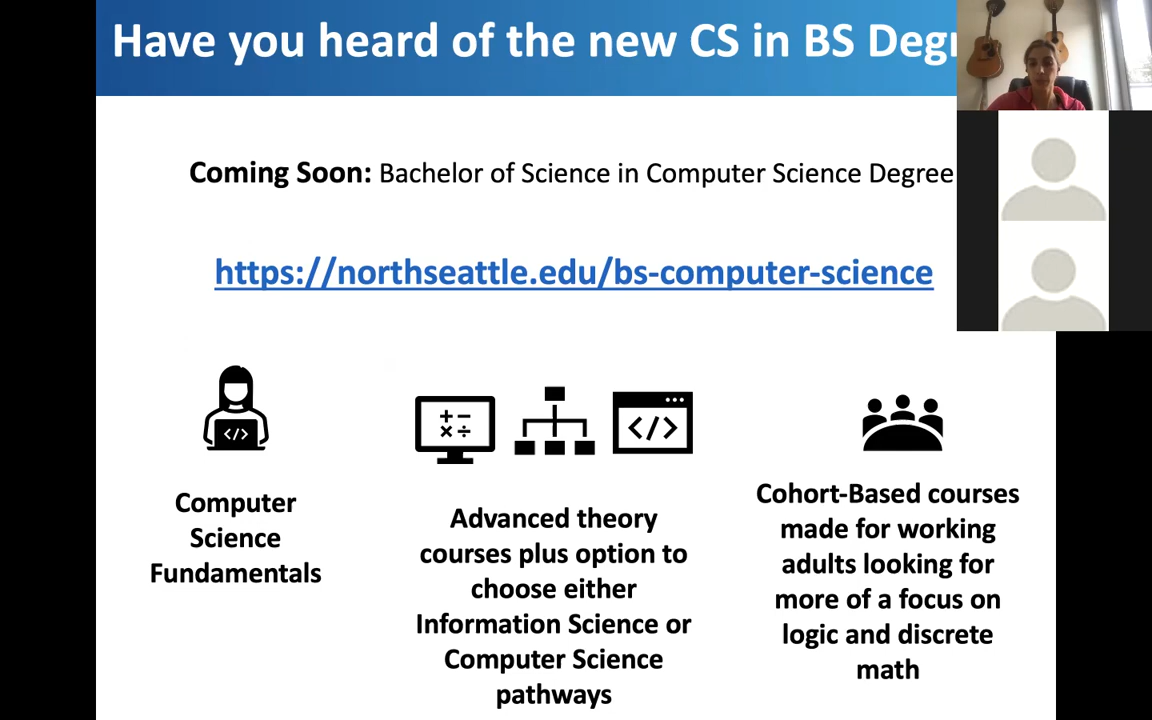 Have you heard of the new CS in BS Degr
Coming Soon: Bachelor of Science in Computer Science Degree
https://northseattle.edu/bs-computer-science
</>
+ −
× ÷
</>
Computer
Science
Fundamentals
Advanced theory
courses plus option to
choose either
Information Science or
Computer Science
pathways
Cohort-Based courses
made for working
adults looking for
more of a focus on
logic and discrete
math